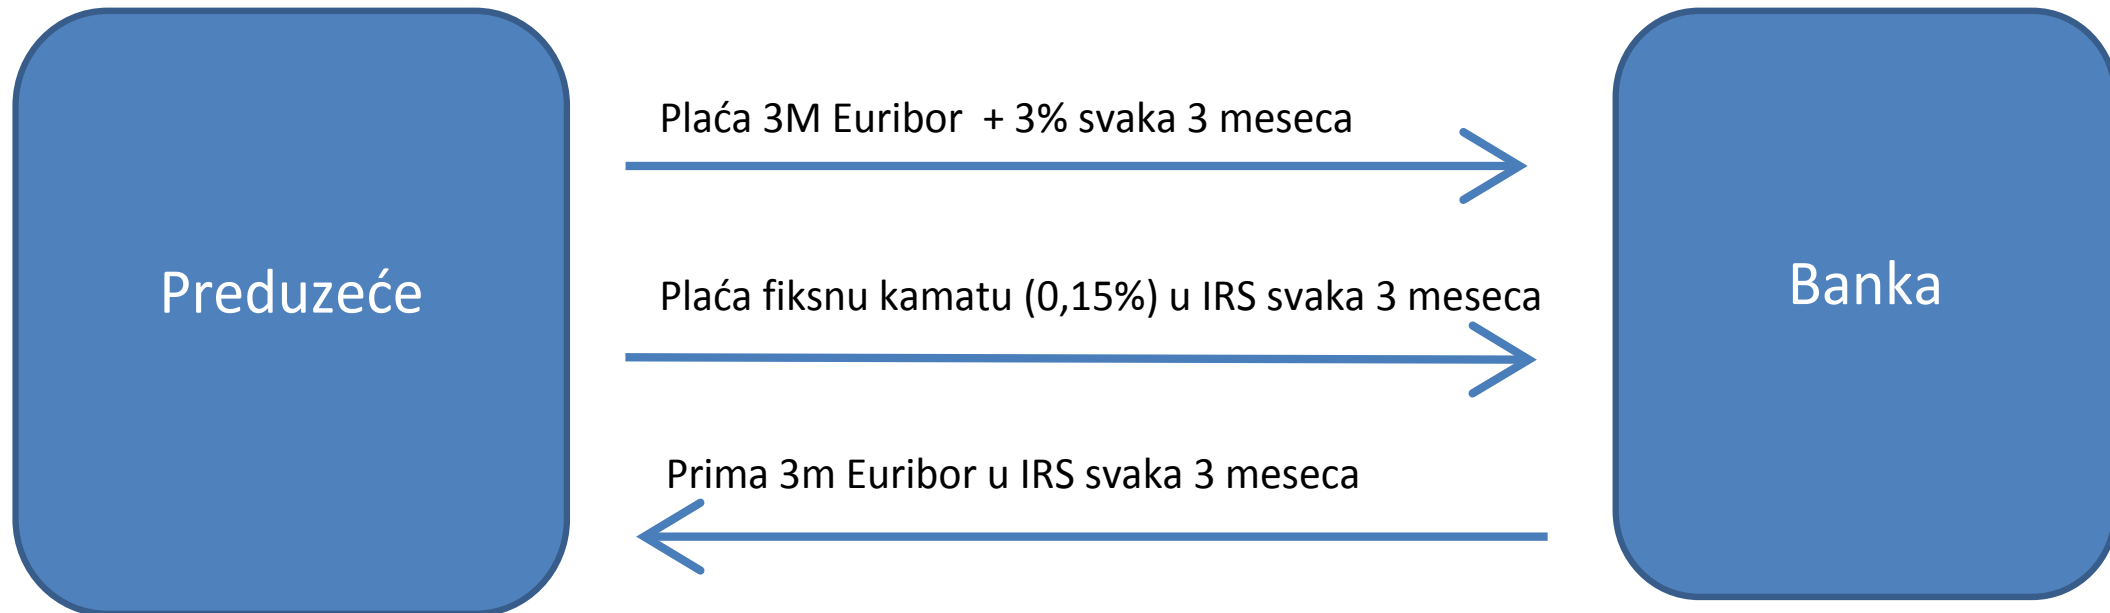 Plaća 3M Euribor  + 3% svaka 3 meseca
Preduzeće
Banka
Plaća fiksnu kamatu (0,15%) u IRS svaka 3 meseca
Prima 3m Euribor u IRS svaka 3 meseca